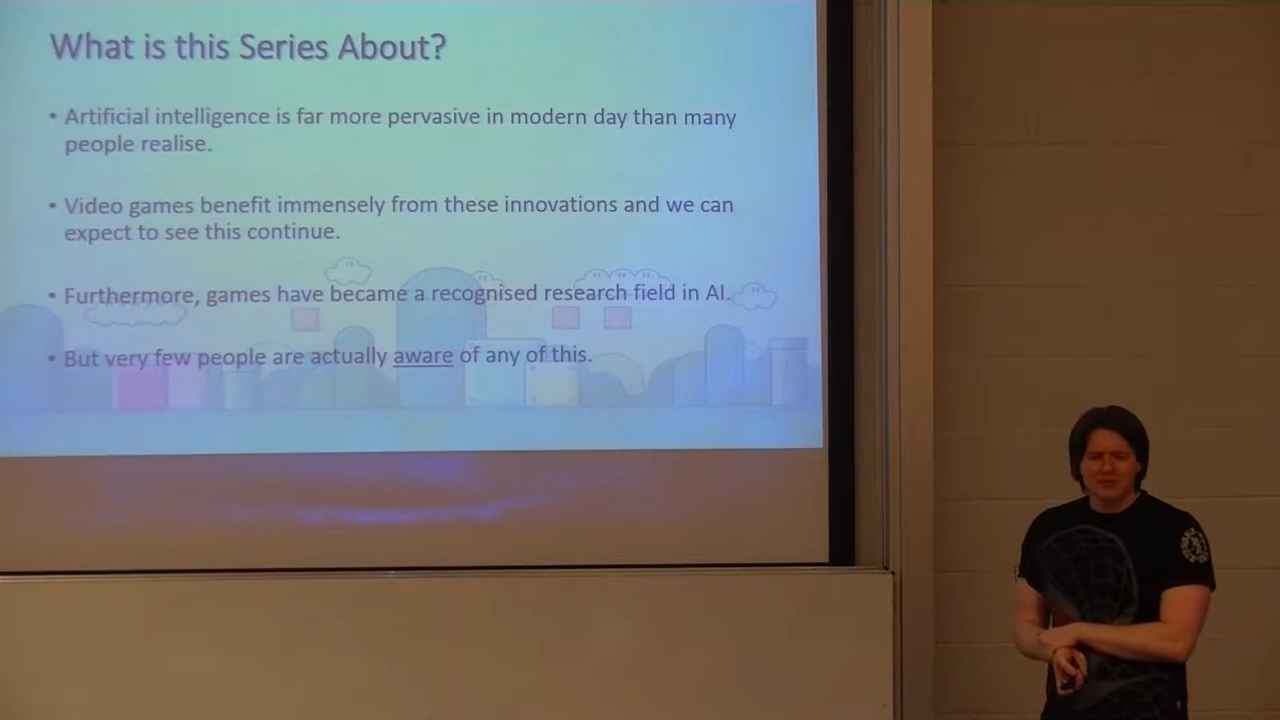 What is this Series About?
• Artificial intelligence is far more pervasive in modern day than many
people realise.
• Video games benefit immensely from these innovations and we can
expect to see this continue.
• Furthermore, games have became a recognised research field in AI.
• But very few people are actually aware of any of this.